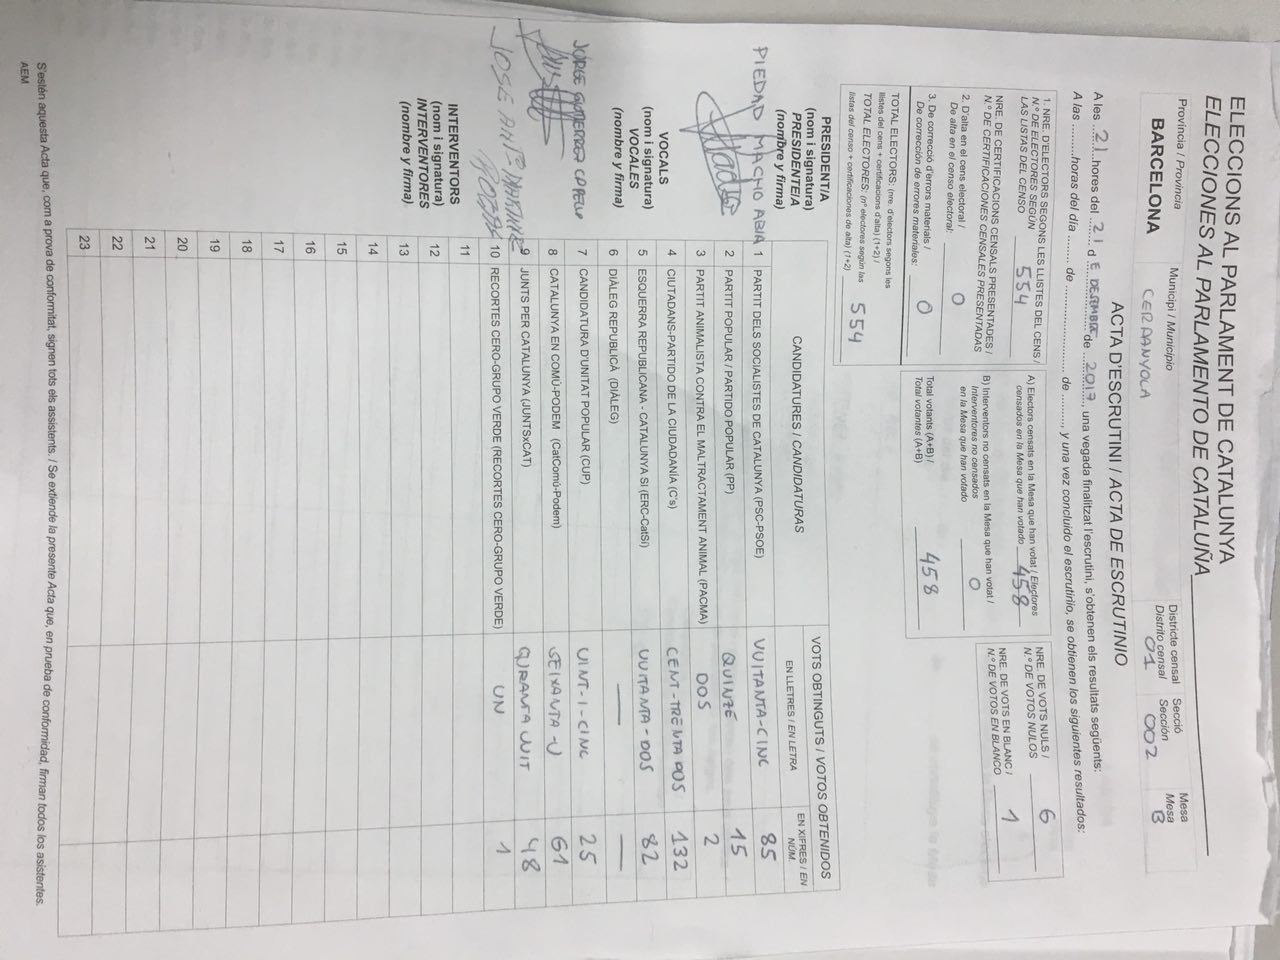 ELECCIONS AL PARLAMENT DE CATALUNYA
ELECCIONES AL PARLAMENTO DE CATALUÑA
Província / Provincia
BARCELONA
Municipi / Municipio
CERDANYOLA
Districte censal
Distrito censal
01
Secció
Sección
002
Mesa
Mesa
B
ACTA D'ESCRUTINI / ACTA DE ESCRUTINIO
A les 21 hores del 21 d E DESEMBRE de 2017, una vegada finalitzat l'escrutini, s'obtenen els resultats següents:
A las ..........horas del día ......... de ...................... de ........., y una vez concluido el escrutinio, se obtienen los siguientes resultados:
1. NRE. D'ELECTORS SEGONS LES LLISTES DEL CENS /
N.º DE ELECTORES SEGÚN
LAS LISTAS DEL CENSO 554
NRE. DE CERTIFICACIONS CENSALS PRESENTADES /
N.º DE CERTIFICACIONES CENSALES PRESENTADAS
2. D'alta en el cens electoral /
De alta en el censo electoral: 0
3. De correcció d'errors materials /
De corrección de errores materiales: 0
TOTAL ELECTORS: (nre. d'electors segons les
llistes del cens + certificacions d'alta) (1+2) /
TOTAL ELECTORES: (nº electores según las
listas del censo + certificaciones de alta) (1+2) 554
A) Electors censats en la Mesa que han votat / Electores
censados en la Mesa que han votado 458
B) Interventors no censats en la Mesa que han votat /
Interventores no censados
en la Mesa que han votado 0
Total votants (A+B) /
Total votantes (A+B) 458
NRE. DE VOTS NULS /
N.º DE VOTOS NULOS 6
NRE. DE VOTS EN BLANC /
N.º DE VOTOS EN BLANCO 1
PRESIDENT/A
(nom i signatura)
PRESIDENTE/A
(nombre y firma)
PIEDAD MACHO ABIA
VOCALS
(nom i signatura)
VOCALES
(nombre y firma)
JORGE GUTIERREZ
JOSE ANTº MARTINEZ
INTERVENTORS
(nom i signatura)
INTERVENTORES
(nombre y firma)
CANDIDATURES / CANDIDATURAS
VOTS OBTINGUTS / VOTOS OBTENIDOS
EN LLETRES / EN LETRA
EN XIFRES / EN NÚM.
1 PARTIT DELS SOCIALISTES DE CATALUNYA (PSC-PSOE) VUITANTA-CINC 85
2 PARTIT POPULAR / PARTIDO POPULAR (PP) QUINZE 15
3 PARTIT ANIMALISTA CONTRA EL MALTRACTAMENT ANIMAL (PACMA) DOS 2
4 CIUTADANS-PARTIDO DE LA CIUDADANÍA (C's) CENT-TRENTA DOS 132
5 ESQUERRA REPUBLICANA - CATALUNYA SI (ERC-CatSí) VUITANTA-DOS 82
6 DIÀLEG REPUBLICÀ (DIÀLEG) — —
7 CANDIDATURA D'UNITAT POPULAR (CUP) VINT-I-CINC 25
8 CATALUNYA EN COMÚ-PODEM (CatComú-Podem) SEIXANTA-U 61
9 JUNTS PER CATALUNYA (JUNTSxCAT) QURANTA VUIT 48
10 RECORTES CERO-GRUPO VERDE (RECORTES CERO-GRUPO VERDE) UN 1
11
12
13
14
15
16
17
18
19
20
21
22
23
S'estén aquesta Acta que, com a prova de conformitat, signen tots els assistents. / Se extiende la presente Acta que, en prueba de conformidad, firman todos los asistentes.
AEM